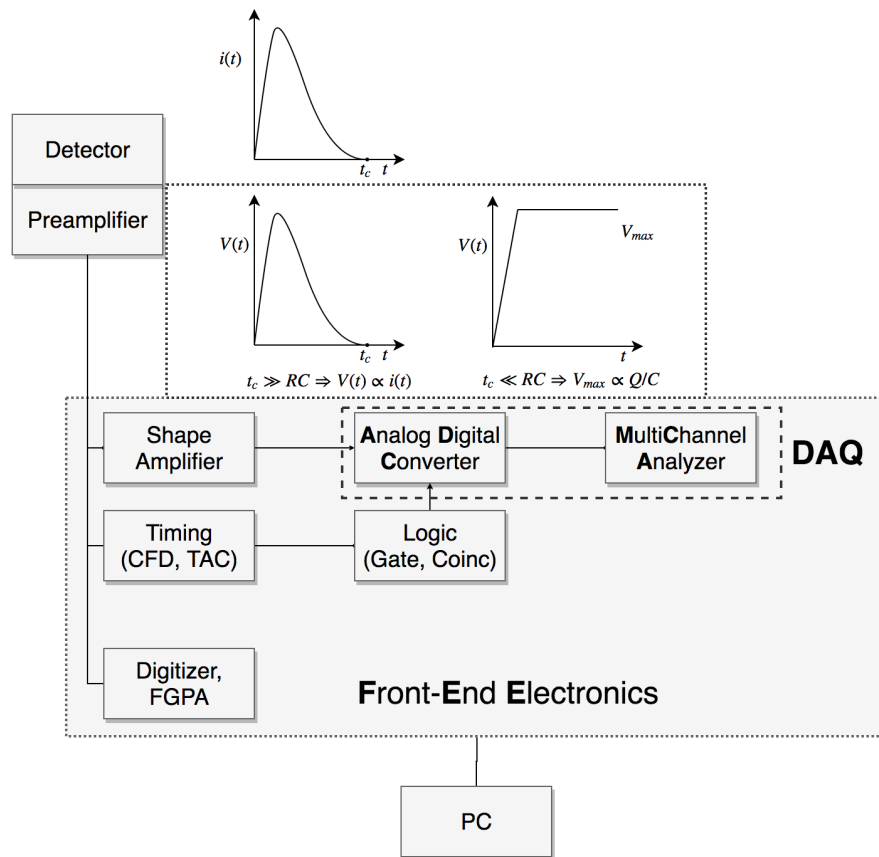 i(t)
t_c t
Detector
Preamplifier
V(t)
t_c t
t_c ≫ RC ⇒ V(t) ∝ i(t)
V(t)
V_max
t
t_c ≪ RC ⇒ V_max ∝ Q/C
Shape
Amplifier
Analog Digital
Converter
MultiChannel
Analyzer
DAQ
Timing
(CFD, TAC)
Logic
(Gate, Coinc)
Digitizer,
FGPA
Front-End Electronics
PC